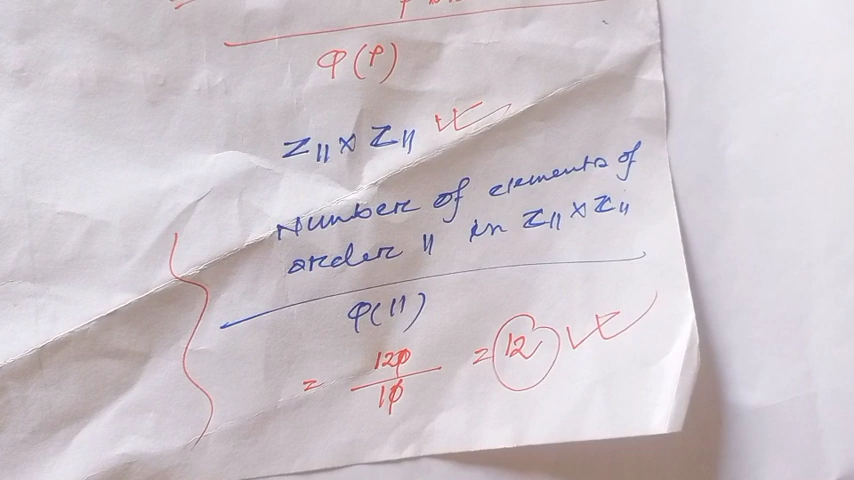 φ(p)
Z₁₁ × Z₁₁
Number of elements of
order 11 in Z₁₁ × Z₁₁
φ(11)
= 120/10 = 12